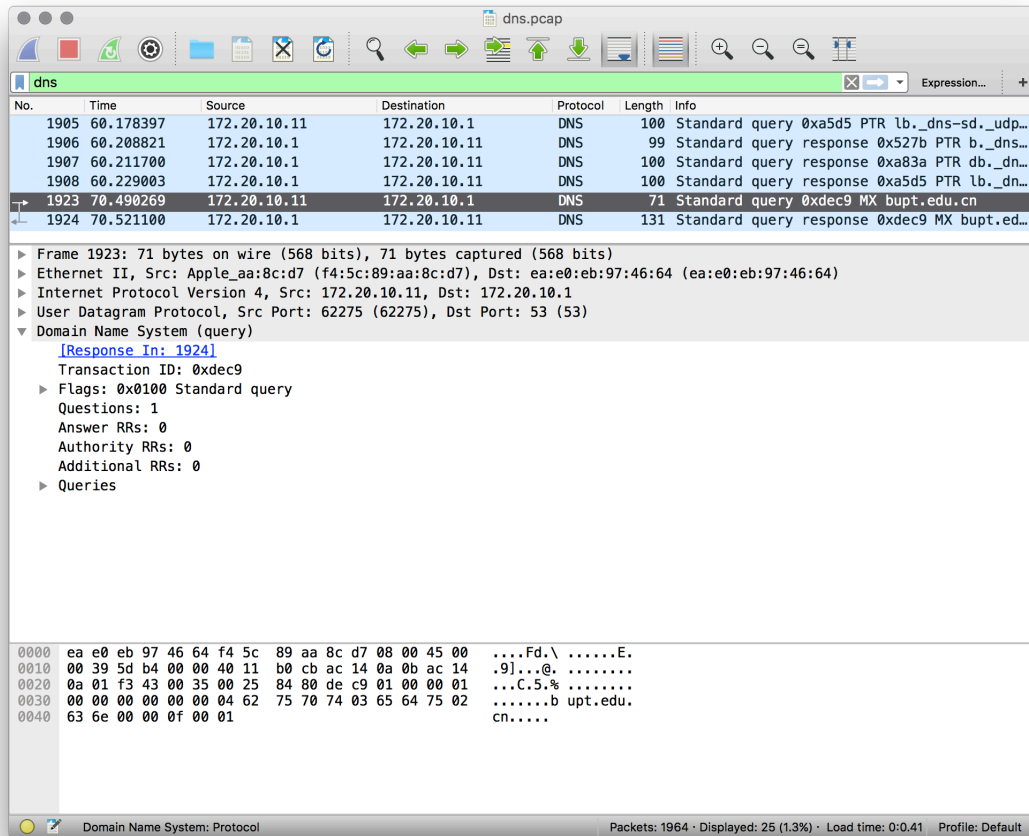 dns.pcap
dns Expression... +
No. Time Source Destination Protocol Length Info
1905 60.178397 172.20.10.11 172.20.10.1 DNS 100 Standard query 0xa5d5 PTR lb._dns-sd._udp…
1906 60.208821 172.20.10.1 172.20.10.11 DNS 99 Standard query response 0x527b PTR b._dns…
1907 60.211700 172.20.10.1 172.20.10.11 DNS 100 Standard query response 0xa83a PTR db._dn…
1908 60.229003 172.20.10.1 172.20.10.11 DNS 100 Standard query response 0xa5d5 PTR lb._dn…
1923 70.490269 172.20.10.11 172.20.10.1 DNS 71 Standard query 0xdec9 MX bupt.edu.cn
1924 70.521100 172.20.10.1 172.20.10.11 DNS 131 Standard query response 0xdec9 MX bupt.ed…
Frame 1923: 71 bytes on wire (568 bits), 71 bytes captured (568 bits)
Ethernet II, Src: Apple_aa:8c:d7 (f4:5c:89:aa:8c:d7), Dst: ea:e0:eb:97:46:64 (ea:e0:eb:97:46:64)
Internet Protocol Version 4, Src: 172.20.10.11, Dst: 172.20.10.1
User Datagram Protocol, Src Port: 62275 (62275), Dst Port: 53 (53)
Domain Name System (query)
[Response In: 1924]
Transaction ID: 0xdec9
Flags: 0x0100 Standard query
Questions: 1
Answer RRs: 0
Authority RRs: 0
Additional RRs: 0
Queries
0000 ea e0 eb 97 46 64 f4 5c 89 aa 8c d7 08 00 45 00 ....Fd.\ ......E.
0010 00 39 5d b4 00 00 40 11 b0 cb ac 14 0a 0b ac 14 .9]...@. ........
0020 0a 01 f3 43 00 35 00 25 84 80 de c9 01 00 00 01 ...C.5.% ........
0030 00 00 00 00 00 00 04 62 75 70 74 03 65 64 75 02 .......b upt.edu.
0040 63 6e 00 00 0f 00 01 cn.....
Domain Name System: Protocol Packets: 1964 · Displayed: 25 (1.3%) · Load time: 0:0.41 Profile: Default